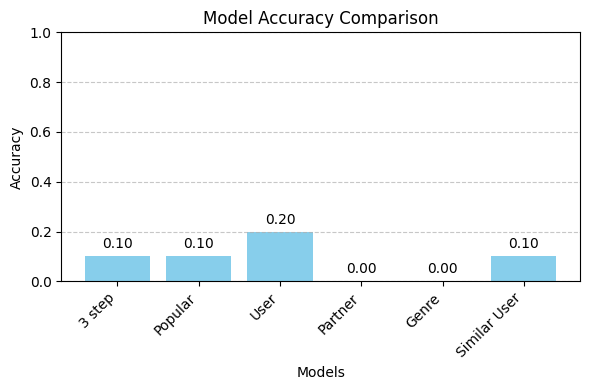 Model Accuracy Comparison
1.0
0.8
0.6
0.4
0.2
0.0
Accuracy
0.10
0.10
0.20
0.00
0.00
0.10
3 step
Popular
User
Partner
Genre
Similar User
Models